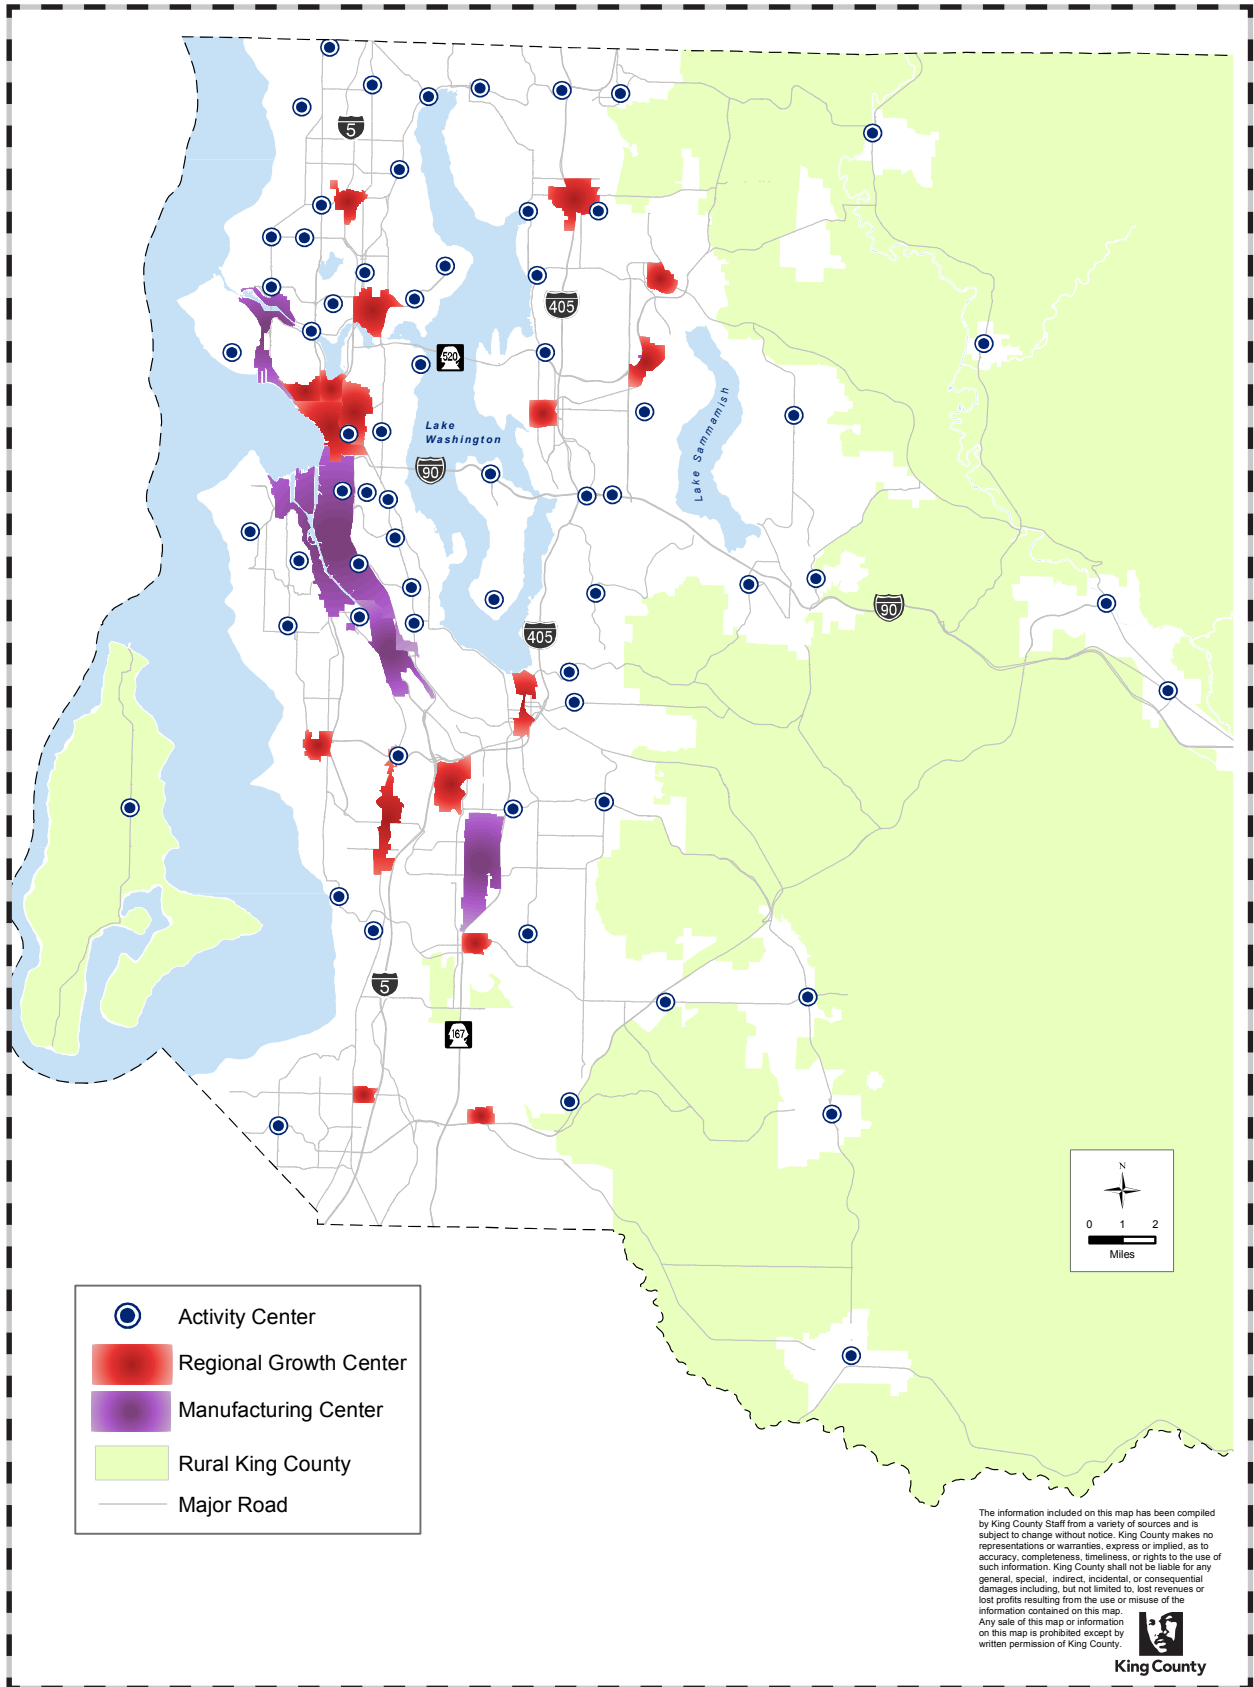 5
405
520
Lake
Washington
90
Lake Sammamish
90
405
5
167
N
0 1 2
Miles
Activity Center
Regional Growth Center
Manufacturing Center
Rural King County
Major Road
The information included on this map has been compiled
by King County Staff from a variety of sources and is
subject to change without notice. King County makes no
representations or warranties, express or implied, as to
accuracy, completeness, timeliness, or rights to the use of
such information. King County shall not be liable for any
general, special, indirect, incidental, or consequential
damages including, but not limited to, lost revenues or
lost profits resulting from the use or misuse of the
information contained on this map.
Any sale of this map or information
on this map is prohibited except by
written permission of King County.
King County